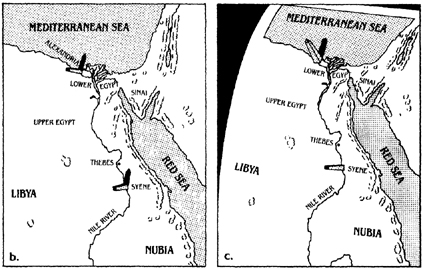 MEDITERRANEAN SEA
ALEXANDRIA
LOWER EGYPT
SINAI
UPPER EGYPT
THEBES
RED SEA
SYENE
LIBYA
NILE RIVER
NUBIA
b.
MEDITERRANEAN SEA
LOWER EGYPT
SINAI
UPPER EGYPT
THEBES
RED SEA
SYENE
LIBYA
NILE RIVER
NUBIA
c.